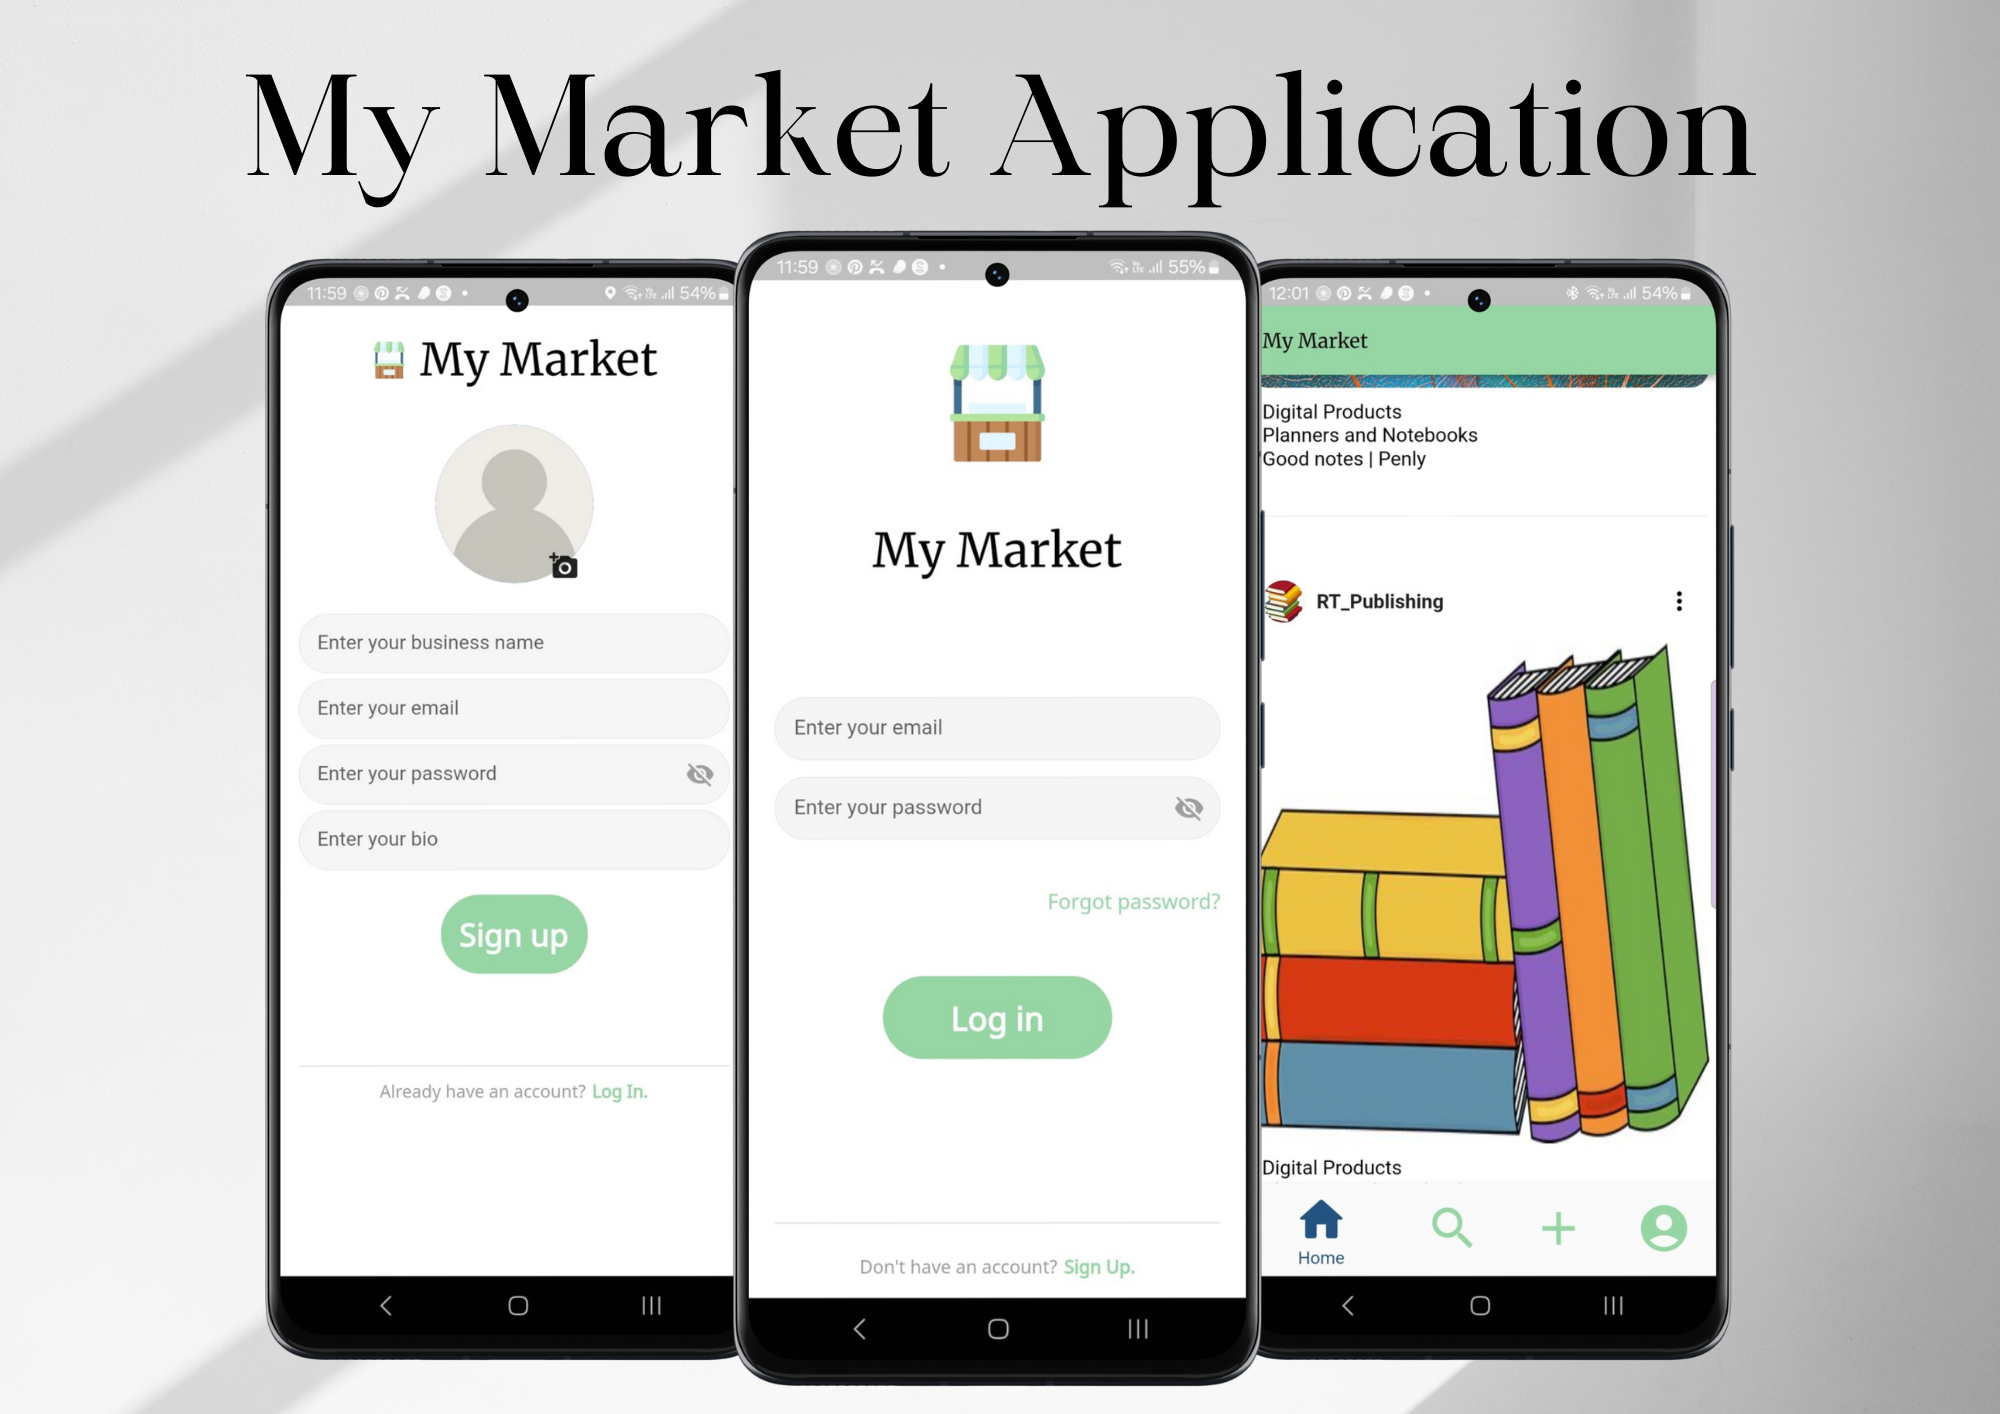 My Market Application
11:59
54%
My Market
Enter your business name
Enter your email
Enter your password
Enter your bio
Sign up
Already have an account? Log In.
11:59
55%
My Market
Enter your email
Enter your password
Forgot password?
Log in
Don't have an account? Sign Up.
12:01
54%
My Market
Digital Products
Planners and Notebooks
Good notes | Penly
RT_Publishing
Digital Products
Home